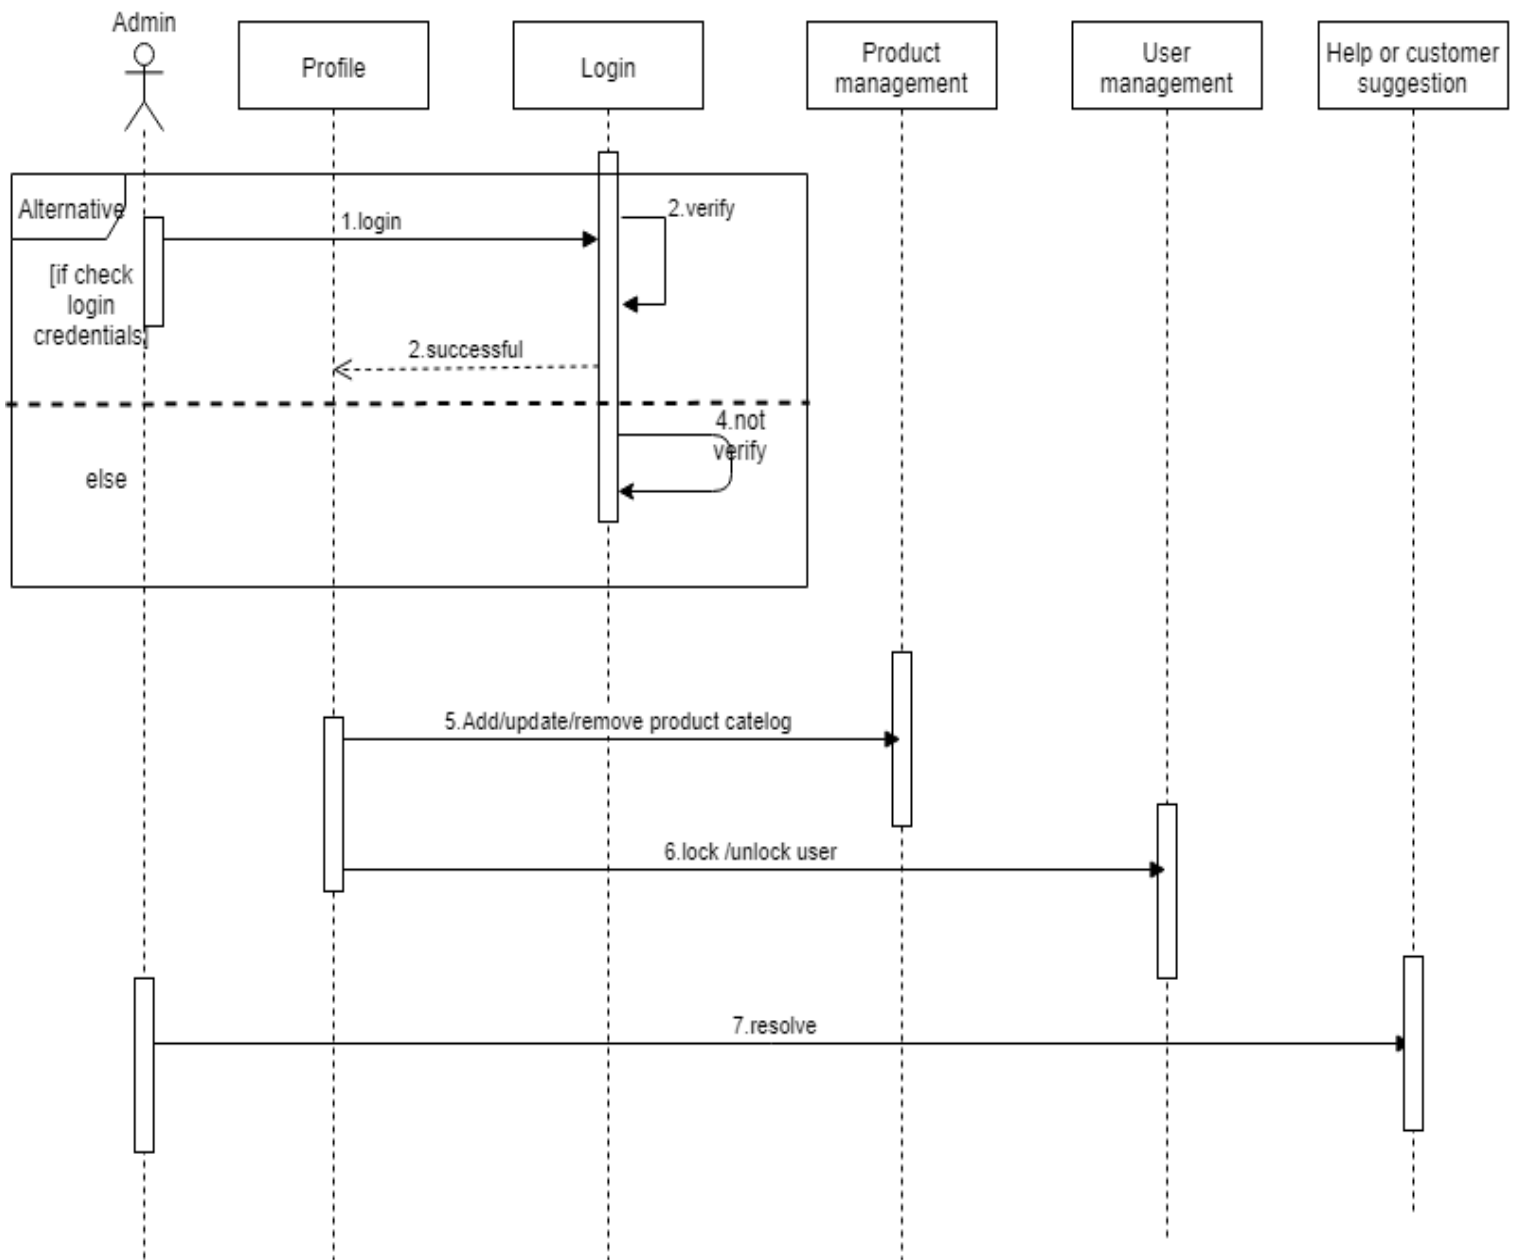 Admin
Profile
Login
Product
management
User
management
Help or customer
suggestion
Alternative
1.login
2.verify
[if check
login
credentials]
2.successful
4.not
verify
else
5.Add/update/remove product catelog
6.lock /unlock user
7.resolve